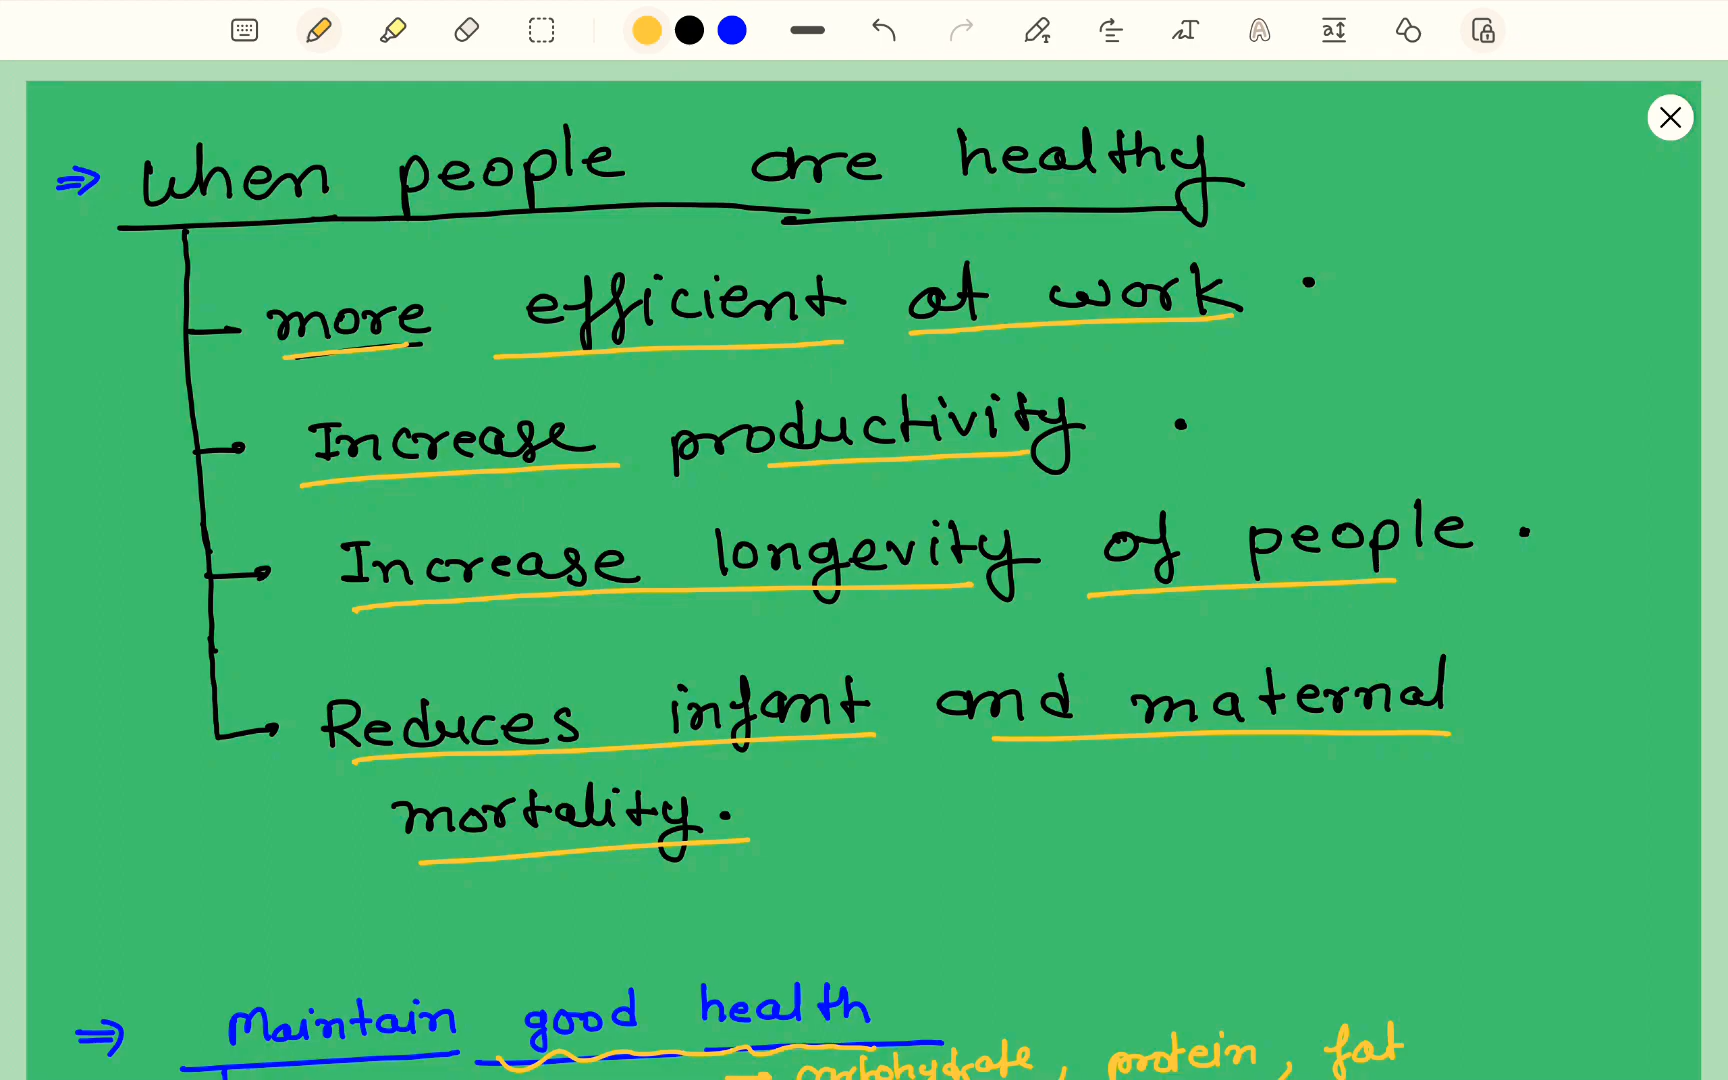 ⇒ When people are healthy
more efficient at work.
Increase productivity.
Increase longevity of people.
Reduces infant and maternal
mortality.
⇒ Maintain good health
→ carbohydrate, protein, fat